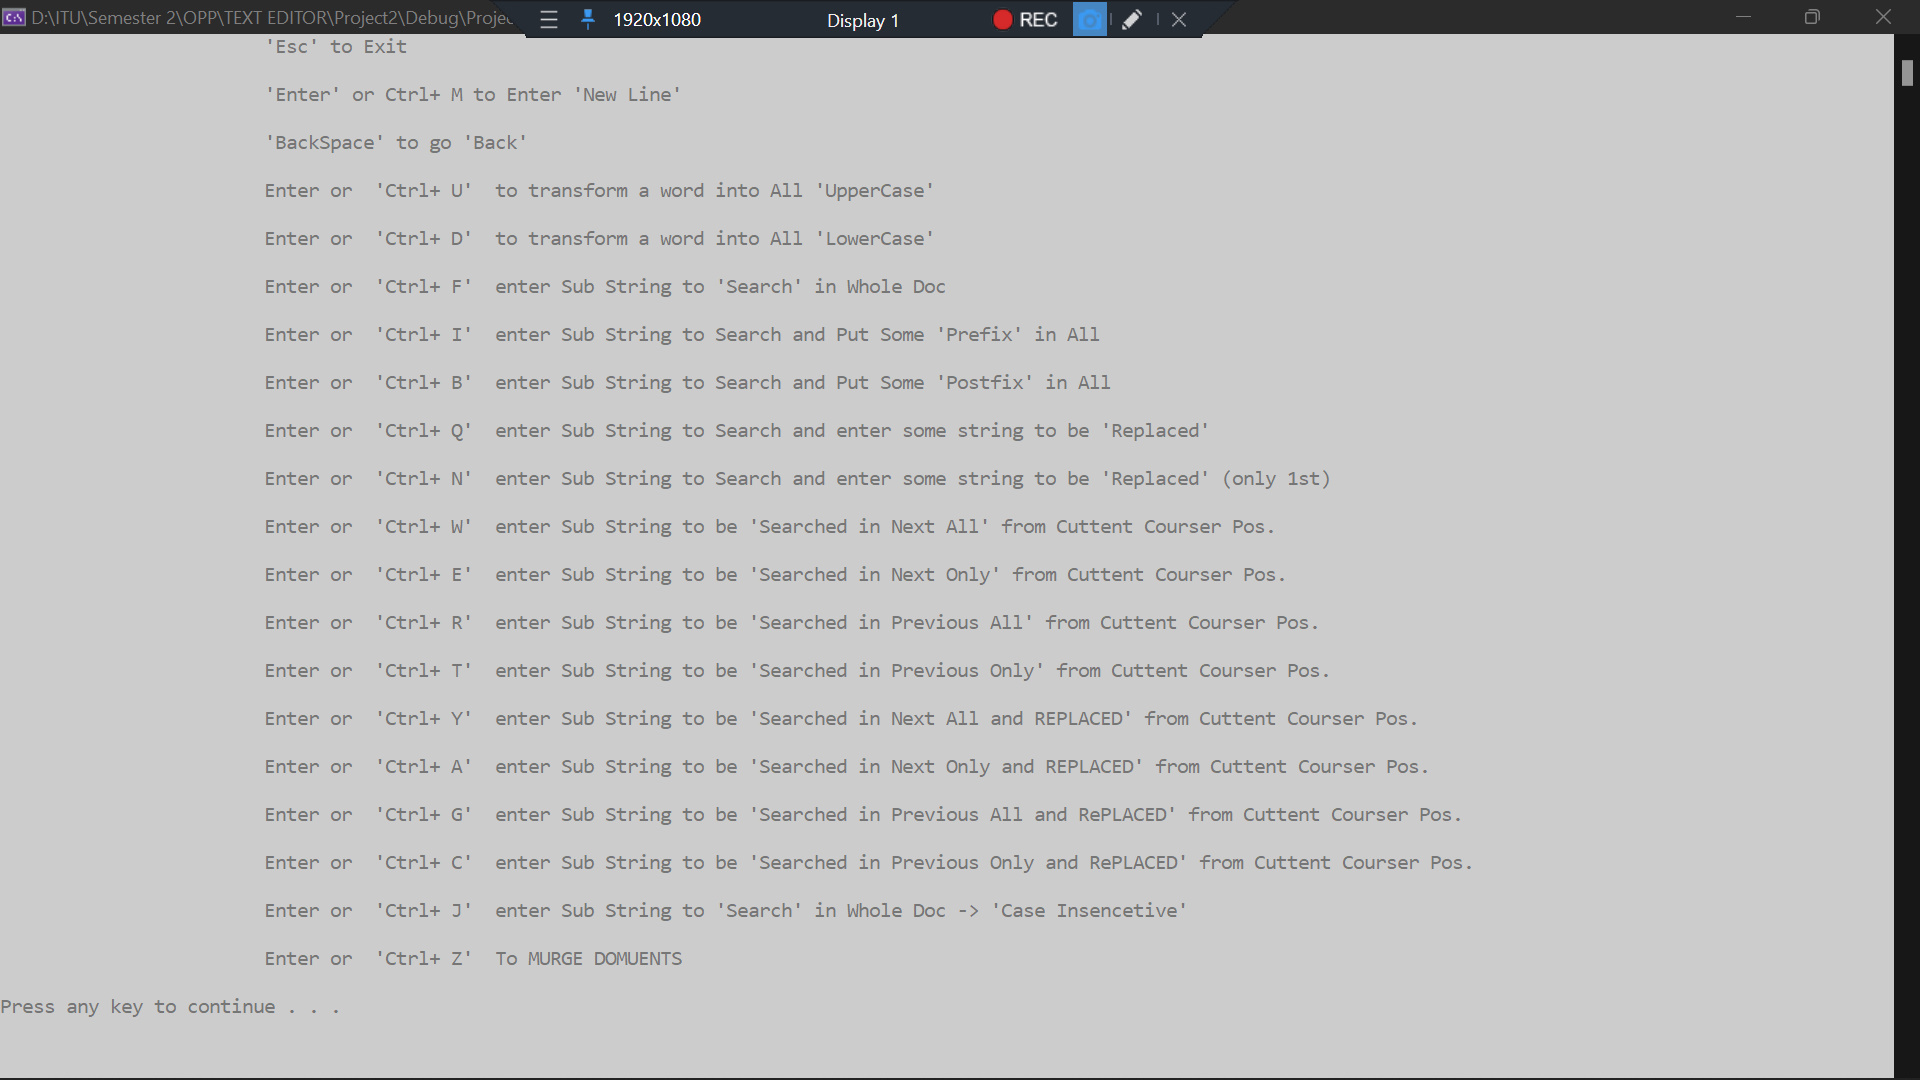 D:\ITU\Semester 2\OPP\TEXT EDITOR\Project2\Debug\Projec
1920x1080
Display 1
REC
'Esc' to Exit
'Enter' or Ctrl+ M to Enter 'New Line'
'BackSpace' to go 'Back'
Enter or  'Ctrl+ U'  to transform a word into All 'UpperCase'
Enter or  'Ctrl+ D'  to transform a word into All 'LowerCase'
Enter or  'Ctrl+ F'  enter Sub String to 'Search' in Whole Doc
Enter or  'Ctrl+ I'  enter Sub String to Search and Put Some 'Prefix' in All
Enter or  'Ctrl+ B'  enter Sub String to Search and Put Some 'Postfix' in All
Enter or  'Ctrl+ Q'  enter Sub String to Search and enter some string to be 'Replaced'
Enter or  'Ctrl+ N'  enter Sub String to Search and enter some string to be 'Replaced' (only 1st)
Enter or  'Ctrl+ W'  enter Sub String to be 'Searched in Next All' from Cuttent Courser Pos.
Enter or  'Ctrl+ E'  enter Sub String to be 'Searched in Next Only' from Cuttent Courser Pos.
Enter or  'Ctrl+ R'  enter Sub String to be 'Searched in Previous All' from Cuttent Courser Pos.
Enter or  'Ctrl+ T'  enter Sub String to be 'Searched in Previous Only' from Cuttent Courser Pos.
Enter or  'Ctrl+ Y'  enter Sub String to be 'Searched in Next All and REPLACED' from Cuttent Courser Pos.
Enter or  'Ctrl+ A'  enter Sub String to be 'Searched in Next Only and REPLACED' from Cuttent Courser Pos.
Enter or  'Ctrl+ G'  enter Sub String to be 'Searched in Previous All and RePLACED' from Cuttent Courser Pos.
Enter or  'Ctrl+ C'  enter Sub String to be 'Searched in Previous Only and RePLACED' from Cuttent Courser Pos.
Enter or  'Ctrl+ J'  enter Sub String to 'Search' in Whole Doc -> 'Case Insencetive'
Enter or  'Ctrl+ Z'  To MURGE DOMUENTS
Press any key to continue . . .